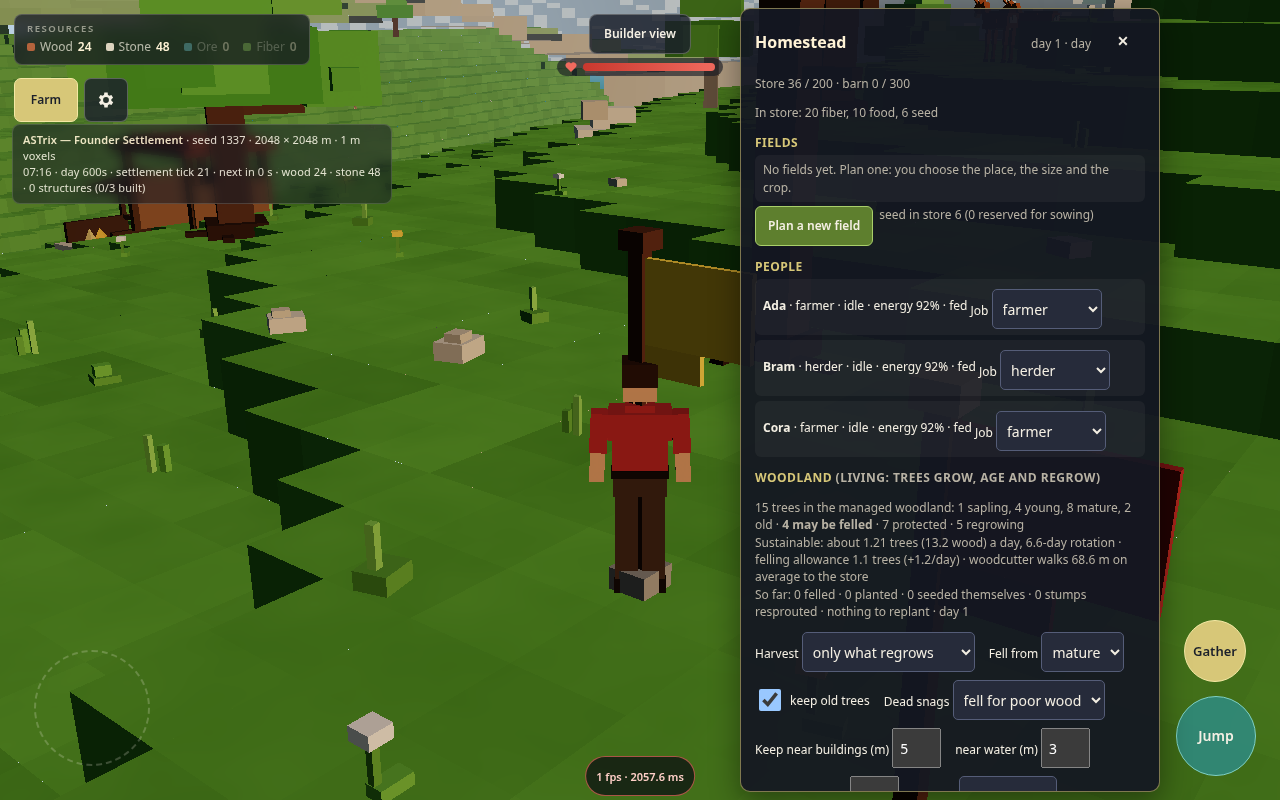 RESOURCES
Wood 24 Stone 48 Ore 0 Fiber 0
Builder view
Farm
ASTrix — Founder Settlement · seed 1337 · 2048 × 2048 m · 1 m
voxels
07:16 · day 600s · settlement tick 21 · next in 0 s · wood 24 · stone 48
· 0 structures (0/3 built)
Homestead day 1 · day ×
Store 36 / 200 · barn 0 / 300
In store: 20 fiber, 10 food, 6 seed
FIELDS
No fields yet. Plan one: you choose the place, the size and the
crop.
Plan a new field seed in store 6 (0 reserved for sowing)
PEOPLE
Ada · farmer · idle · energy 92% · fed Job farmer
Bram · herder · idle · energy 92% · fed Job herder
Cora · farmer · idle · energy 92% · fed Job farmer
WOODLAND (LIVING: TREES GROW, AGE AND REGROW)
15 trees in the managed woodland: 1 sapling, 4 young, 8 mature, 2
old · 4 may be felled · 7 protected · 5 regrowing
Sustainable: about 1.21 trees (13.2 wood) a day, 6.6-day rotation ·
felling allowance 1.1 trees (+1.2/day) · woodcutter walks 68.6 m on
average to the store
So far: 0 felled · 0 planted · 0 seeded themselves · 0 stumps
resprouted · nothing to replant · day 1
Harvest only what regrows Fell from mature
keep old trees Dead snags fell for poor wood
Keep near buildings (m) 5 near water (m) 3
Gather
Jump
1 fps · 2057.6 ms